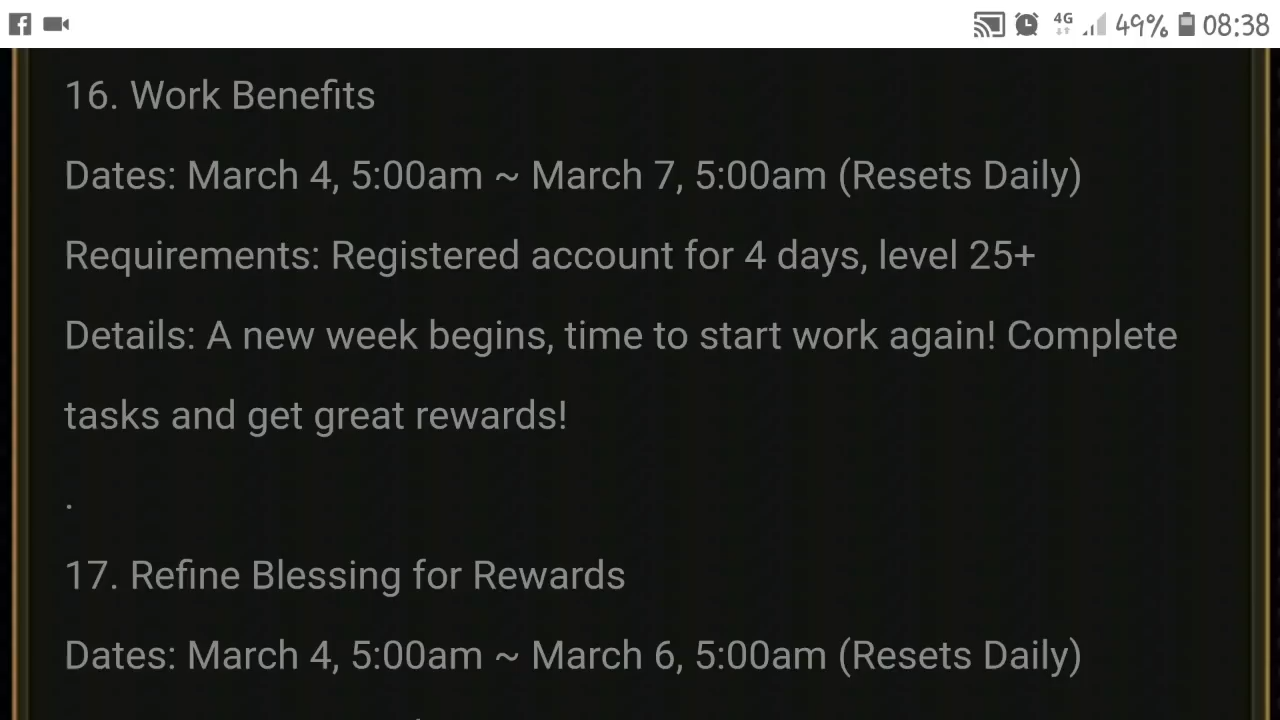 4G 49% 08:38
16. Work Benefits
Dates: March 4, 5:00am ~ March 7, 5:00am (Resets Daily)
Requirements: Registered account for 4 days, level 25+
Details: A new week begins, time to start work again! Complete
tasks and get great rewards!
.
17. Refine Blessing for Rewards
Dates: March 4, 5:00am ~ March 6, 5:00am (Resets Daily)